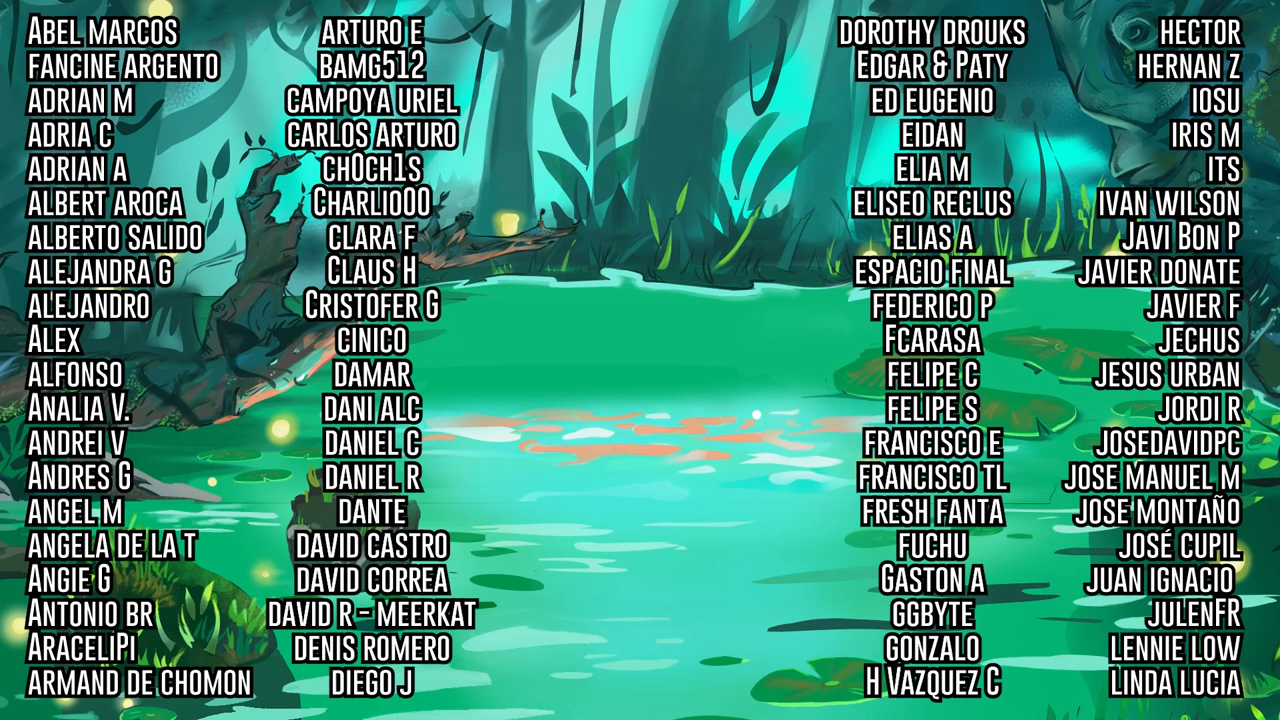 Abel Marcos
FANCINE ARGENTO
ADRIAN M
ADRIA C
ADRIAN A
ALBERT AROCA
ALBERTO SALIDO
ALEJANDRA G
ALEJANDRO
Alex
ALFONSO
Analia V.
ANDREI V
Andres G
ANGEL M
ANGELA DE LA T
Angie G
Antonio br
AraceliPi
ARMAND DE CHOMON
ARTURO E
BAMG512
CAMPOYA URIEL
CARLOS ARTURO
CH0CH1S
Charlio00
CLARA F
Claus H
Cristofer G
CINICO
DAMAR
DANI ALC
DANIEL C
DANIEL R
DANTE
DAVID CASTRO
DAVID CORREA
DAVID R - MEERKAT
DENIS ROMERO
DIEGO J
DOROTHY DROUKS
Edgar & Paty
ED EUGENIO
EIDAN
ELIA M
ELISEO RECLUS
ELIAS A
ESPACIO FINAL
FEDERICO P
Fcarasa
FELIPE C
FELIPE S
FRANCISCO E
FRANCISCO TL
FRESH FANTA
FUCHU
Gaston A
GGBYTE
GONZALO
H Vazquez C
HECTOR
HERNAN Z
IOSU
IRIS M
ITS
IVAN WILSON
Javi Bon P
JAVIER DONATE
JAVIER F
JECHUS
JESUS URBAN
JORDI R
JOSEDAVIDPC
JOSE MANUEL M
JOSE MONTAÑO
JOSÉ CUPIL
JUAN IGNACIO
JULENFR
LENNIE LOW
LINDA LUCIA